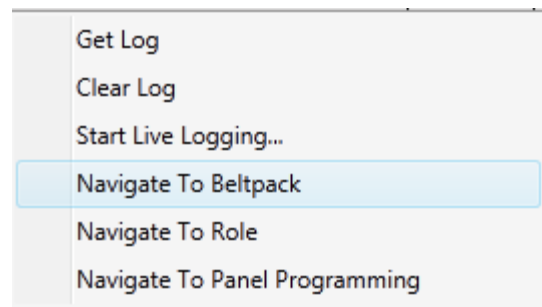 Get Log
Clear Log
Start Live Logging...
Navigate To Beltpack
Navigate To Role
Navigate To Panel Programming